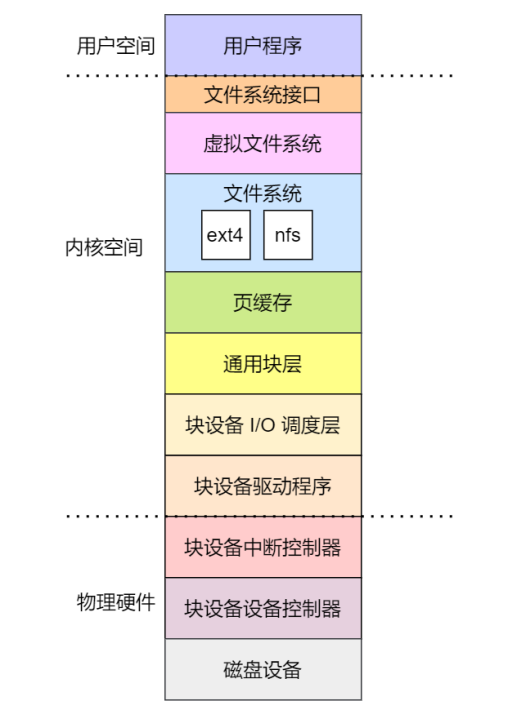 用户空间
用户程序
文件系统接口
虚拟文件系统
文件系统
ext4
nfs
内核空间
页缓存
通用块层
块设备 I/O 调度层
块设备驱动程序
块设备中断控制器
物理硬件
块设备设备控制器
磁盘设备